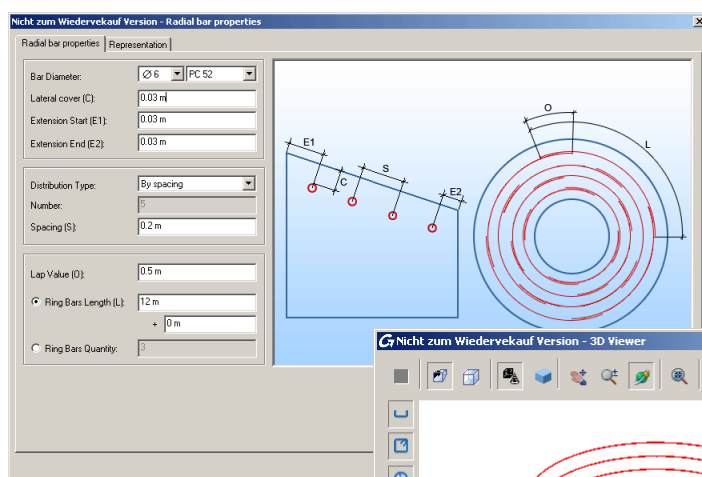 Nicht zum Wiedervekauf Version - Radial bar properties
Radial bar properties Representation
Bar Diameter: Ø 6 PC 52
Lateral cover (C): 0.03 m
Extension Start (E1): 0.03 m
Extension End (E2): 0.03 m
Distribution Type: By spacing
Number: 5
Spacing (S): 0.2 m
Lap Value (O): 0.5 m
Ring Bars Length (L): 12 m
+ 0 m
Ring Bars Quantity: 3
E1
C
S
E2
O
L
Nicht zum Wiedervekauf Version - 3D Viewer